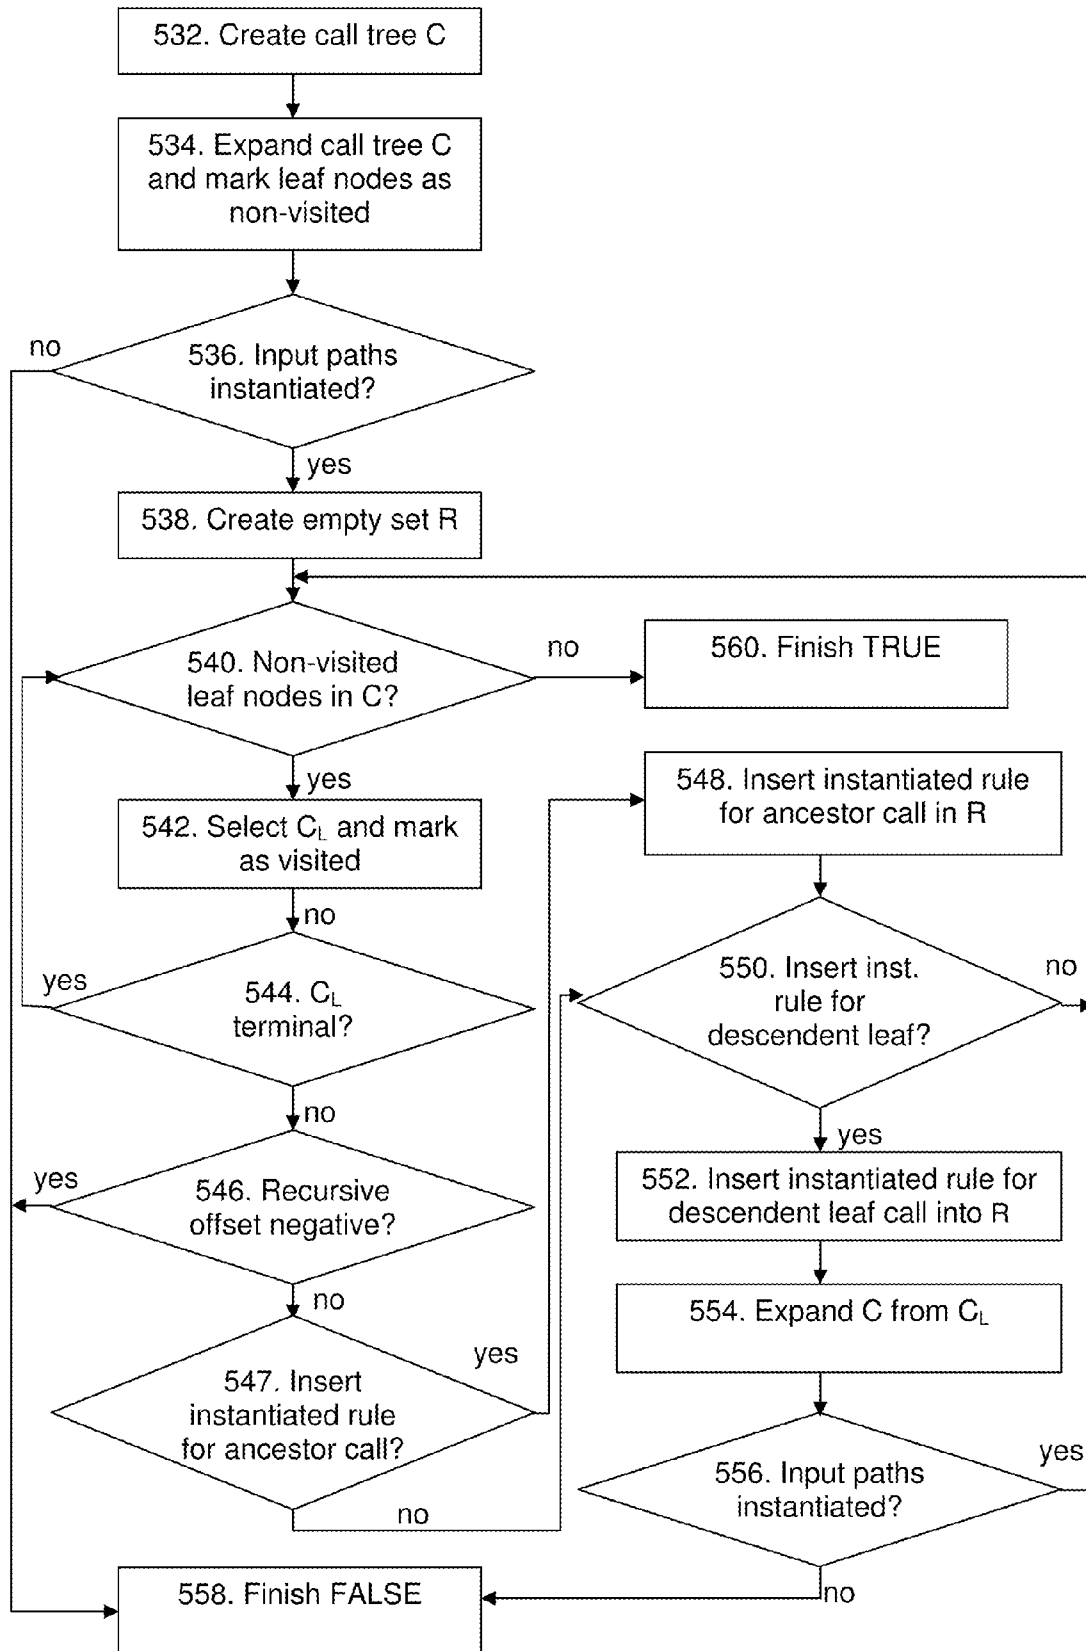 532. Create call tree C
534. Expand call tree C
and mark leaf nodes as
non-visited
no
536. Input paths
instantiated?
yes
538. Create empty set R
540. Non-visited
leaf nodes in C?
no
560. Finish TRUE
yes
542. Select CL and mark
as visited
548. Insert instantiated rule
for ancestor call in R
no
yes
544. CL
terminal?
550. Insert inst.
rule for
descendent leaf?
no
no
yes
yes
546. Recursive
offset negative?
552. Insert instantiated rule for
descendent leaf call into R
no
554. Expand C from CL
yes
547. Insert
instantiated rule
for ancestor call?
556. Input paths
instantiated?
yes
no
558. Finish FALSE
no